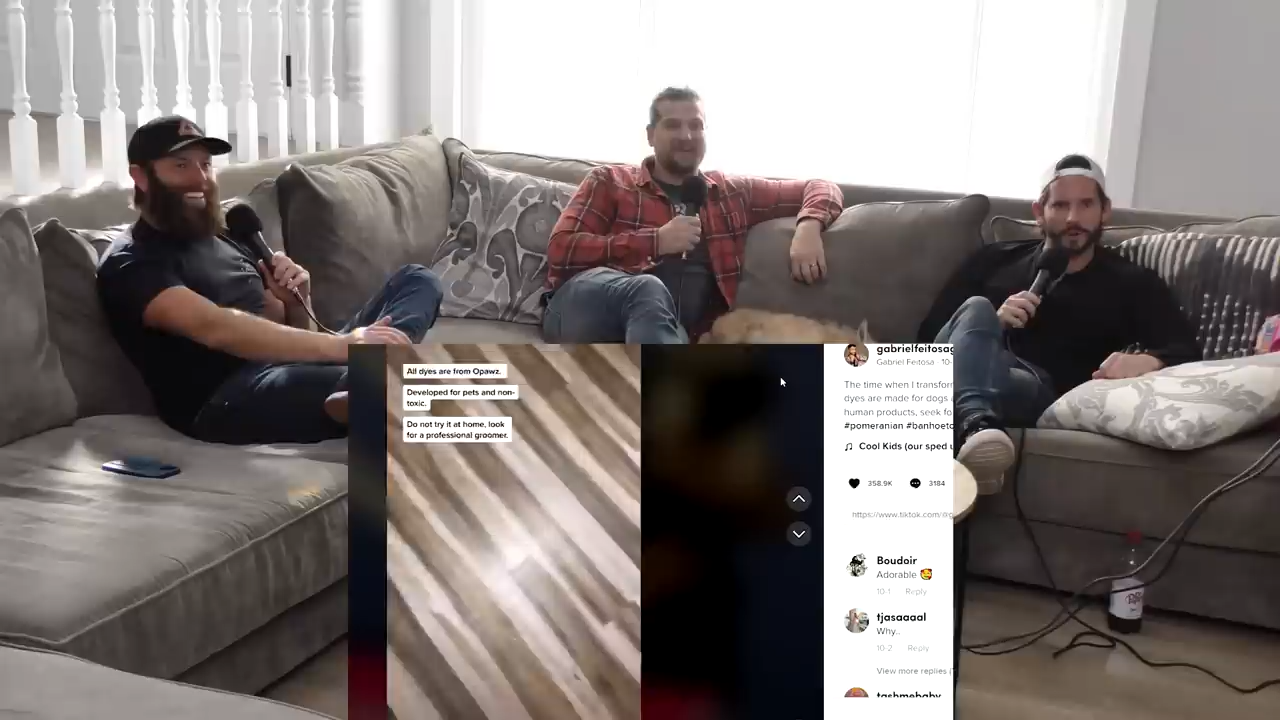 All dyes are from Opawz.
Developed for pets and non-
toxic.
Do not try it at home, look
for a professional groomer.
gabrielfeitosag
Gabriel Feitosa · 10-
The time when I transform
dyes are made for dogs
human products, seek fo
#pomeranian #banhoeto
Cool Kids (our sped u
358.9K
3184
https://www.tiktok.com/@g
Boudoir
Adorable 🥰
10-1 Reply
tjasaaaal
Why..
10-2 Reply
View more replies (
tashmebaby